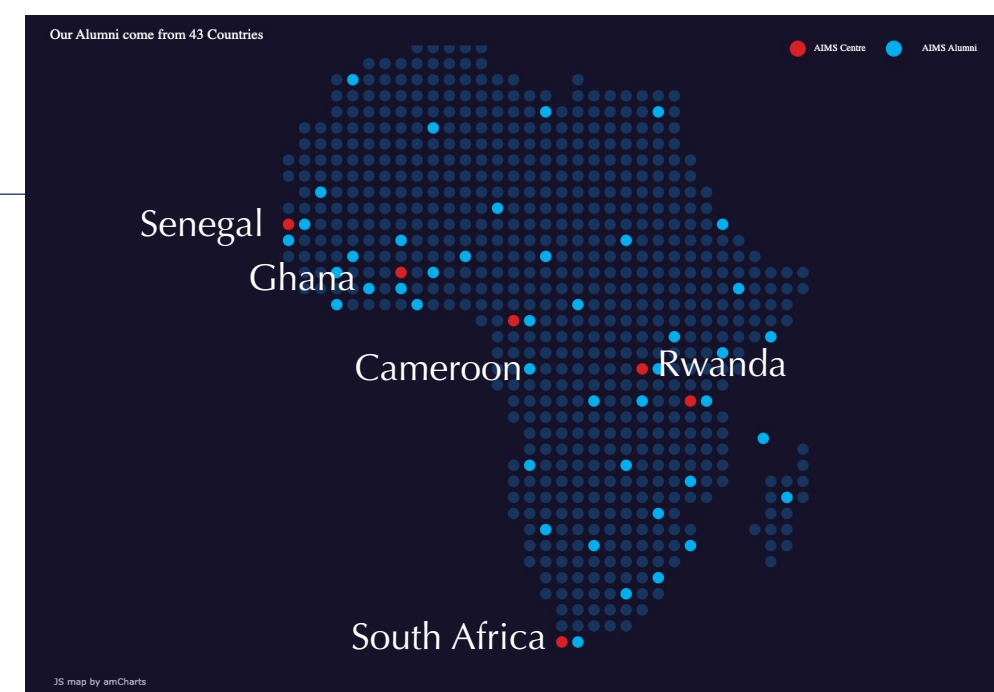 Our Alumni come from 43 Countries
AIMS Centre
AIMS Alumni
Senegal
Ghana
Cameroon
Rwanda
South Africa
JS map by amCharts